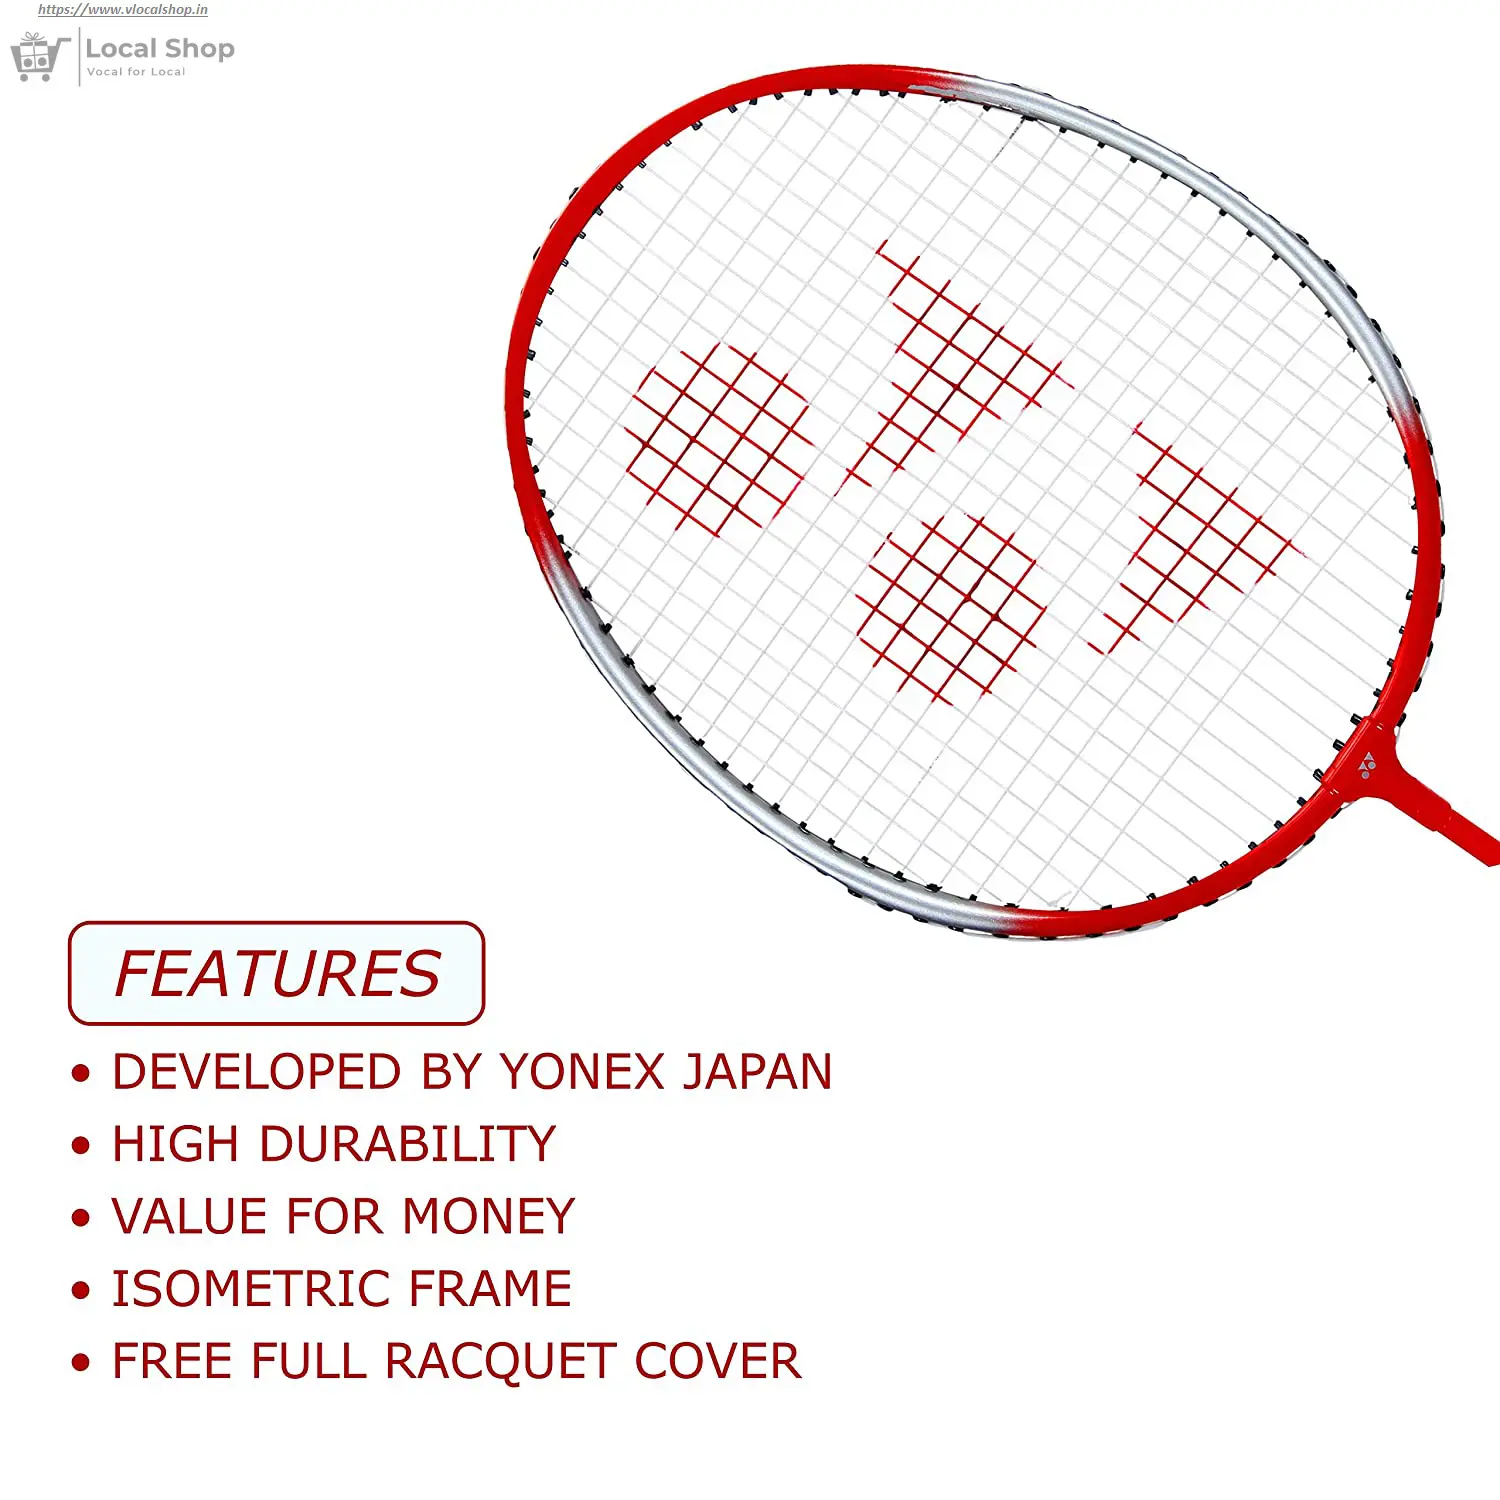 https://www.vlocalshop.in
Local Shop
Vocal for Local
FEATURES
• DEVELOPED BY YONEX JAPAN
• HIGH DURABILITY
• VALUE FOR MONEY
• ISOMETRIC FRAME
• FREE FULL RACQUET COVER